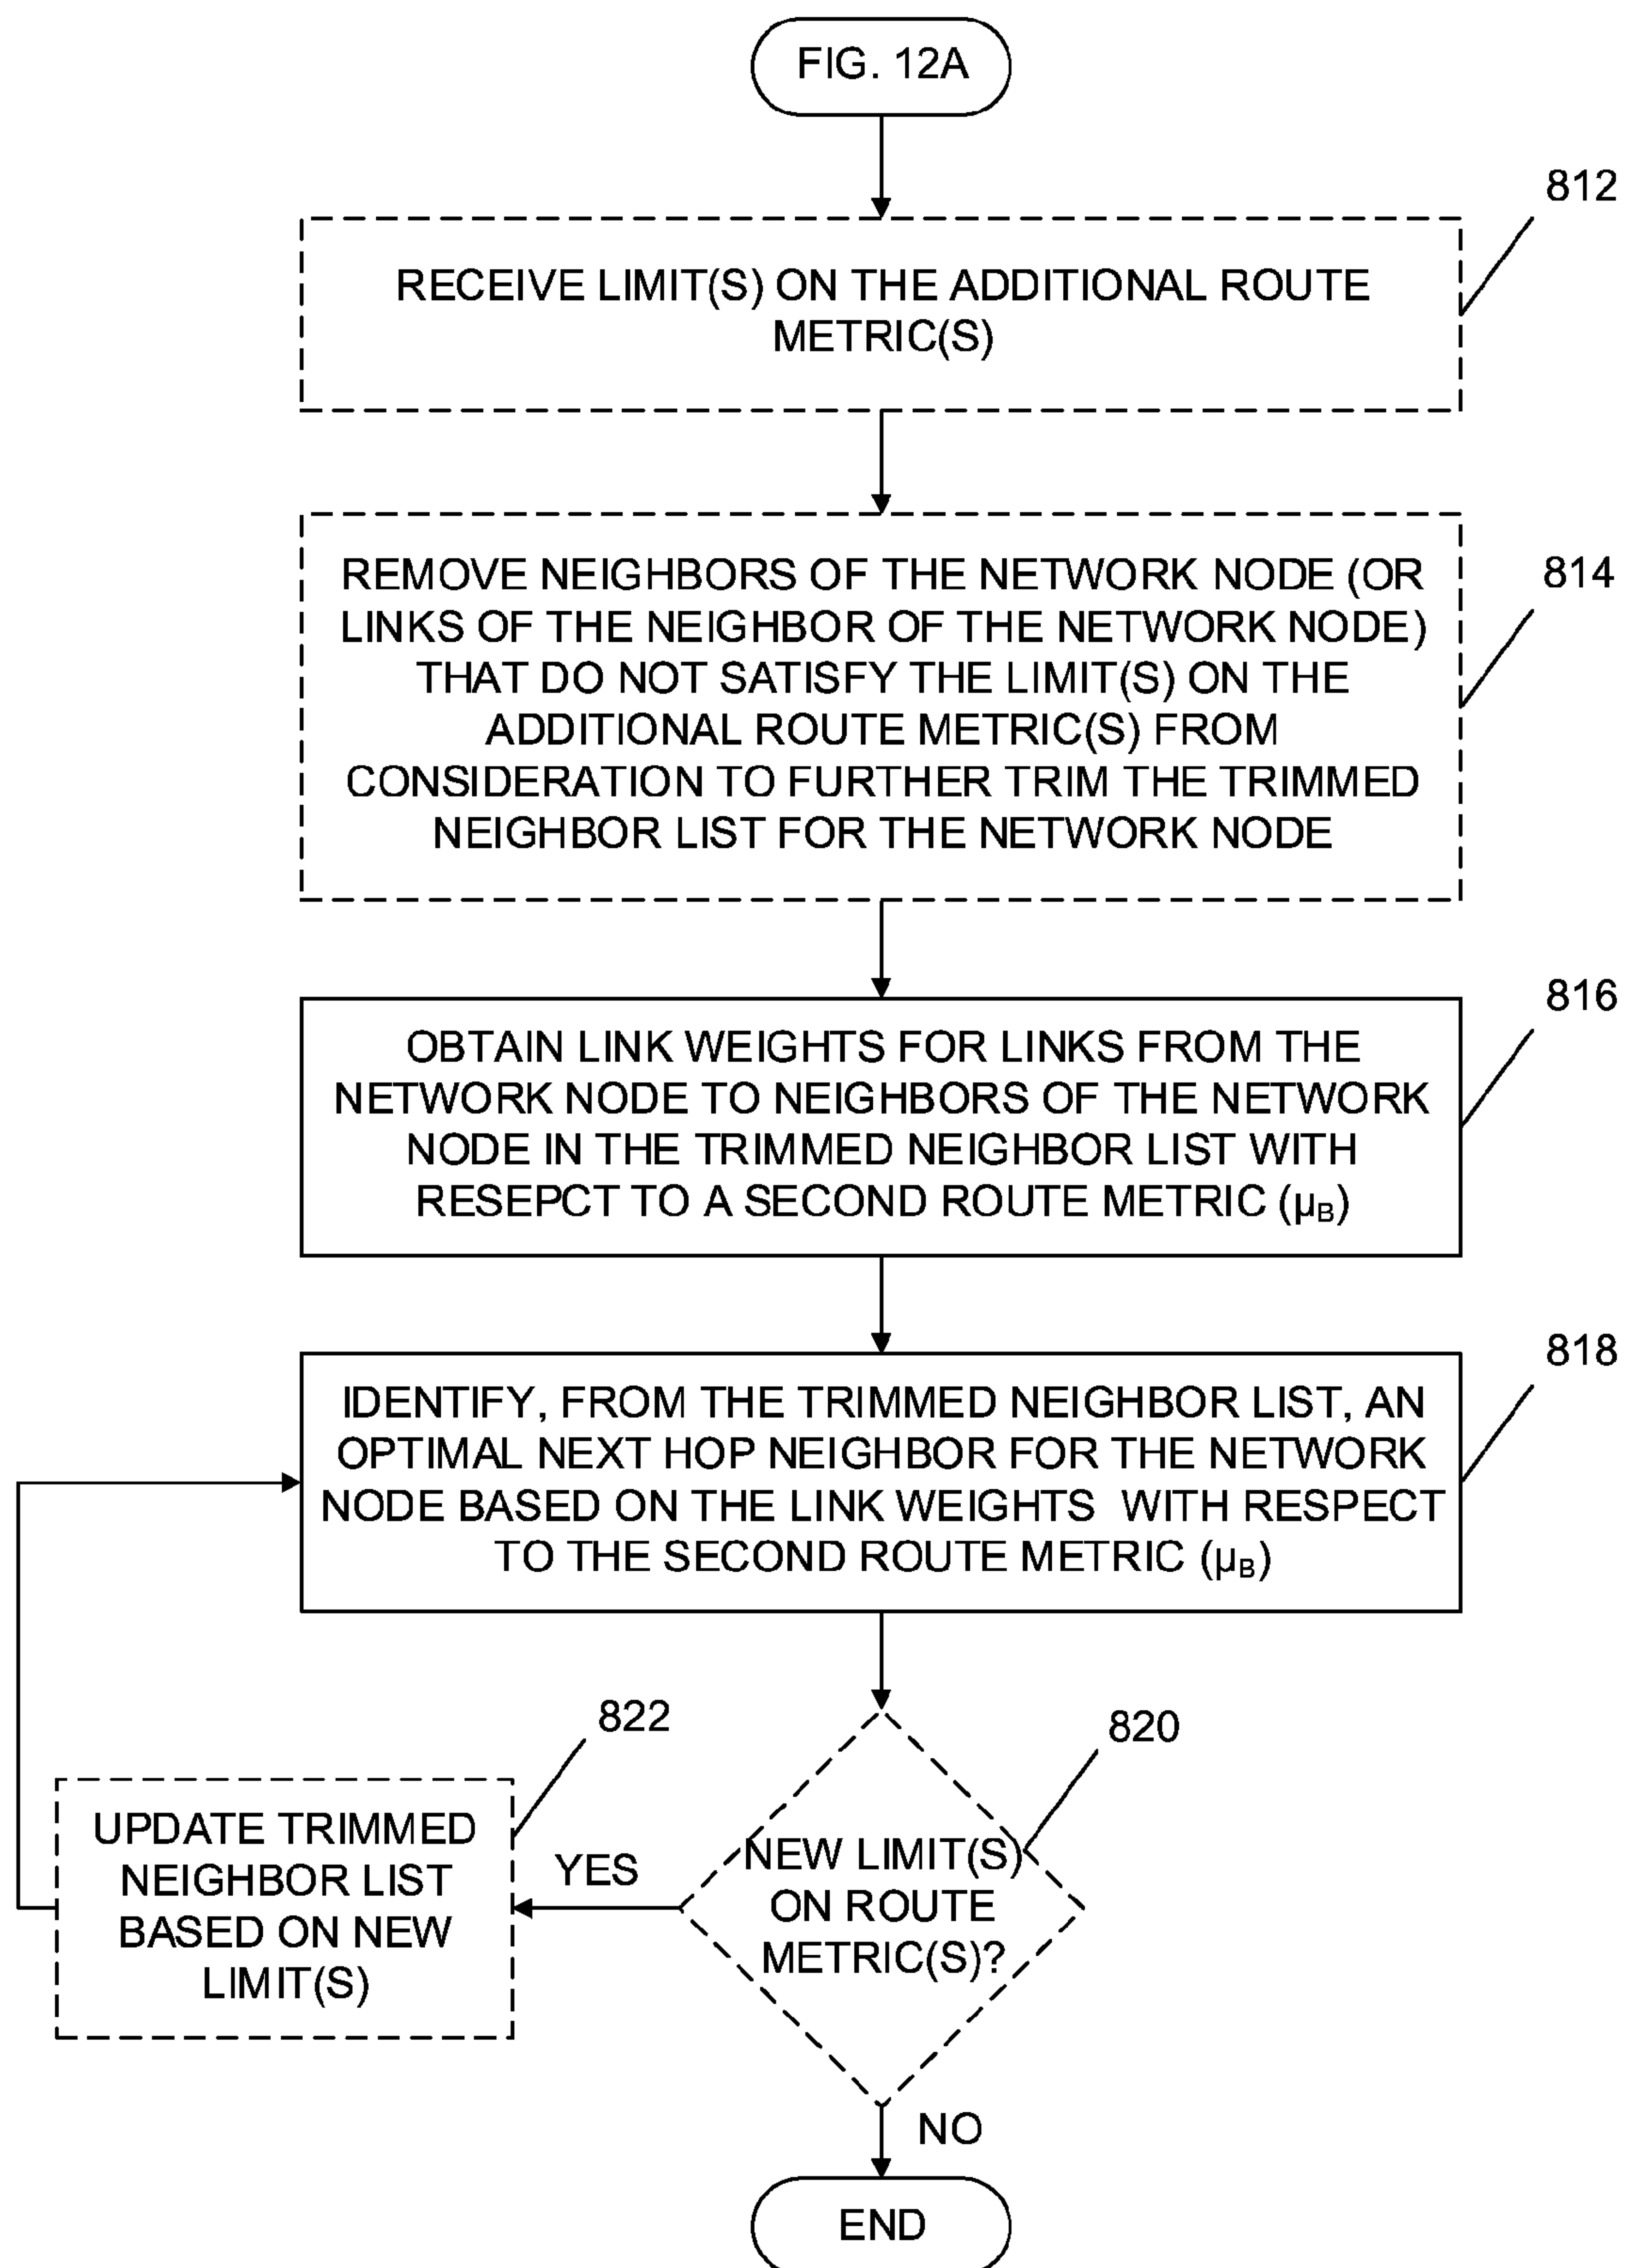 FIG. 12A
812
RECEIVE LIMIT(S) ON THE ADDITIONAL ROUTE
METRIC(S)
814
REMOVE NEIGHBORS OF THE NETWORK NODE (OR
LINKS OF THE NEIGHBOR OF THE NETWORK NODE)
THAT DO NOT SATISFY THE LIMIT(S) ON THE
ADDITIONAL ROUTE METRIC(S) FROM
CONSIDERATION TO FURTHER TRIM THE TRIMMED
NEIGHBOR LIST FOR THE NETWORK NODE
816
OBTAIN LINK WEIGHTS FOR LINKS FROM THE
NETWORK NODE TO NEIGHBORS OF THE NETWORK
NODE IN THE TRIMMED NEIGHBOR LIST WITH
RESEPCT TO A SECOND ROUTE METRIC (μB)
818
IDENTIFY, FROM THE TRIMMED NEIGHBOR LIST, AN
OPTIMAL NEXT HOP NEIGHBOR FOR THE NETWORK
NODE BASED ON THE LINK WEIGHTS WITH RESPECT
TO THE SECOND ROUTE METRIC (μB)
822
820
UPDATE TRIMMED
NEIGHBOR LIST
BASED ON NEW
LIMIT(S)
YES
NEW LIMIT(S)
ON ROUTE
METRIC(S)?
NO
END